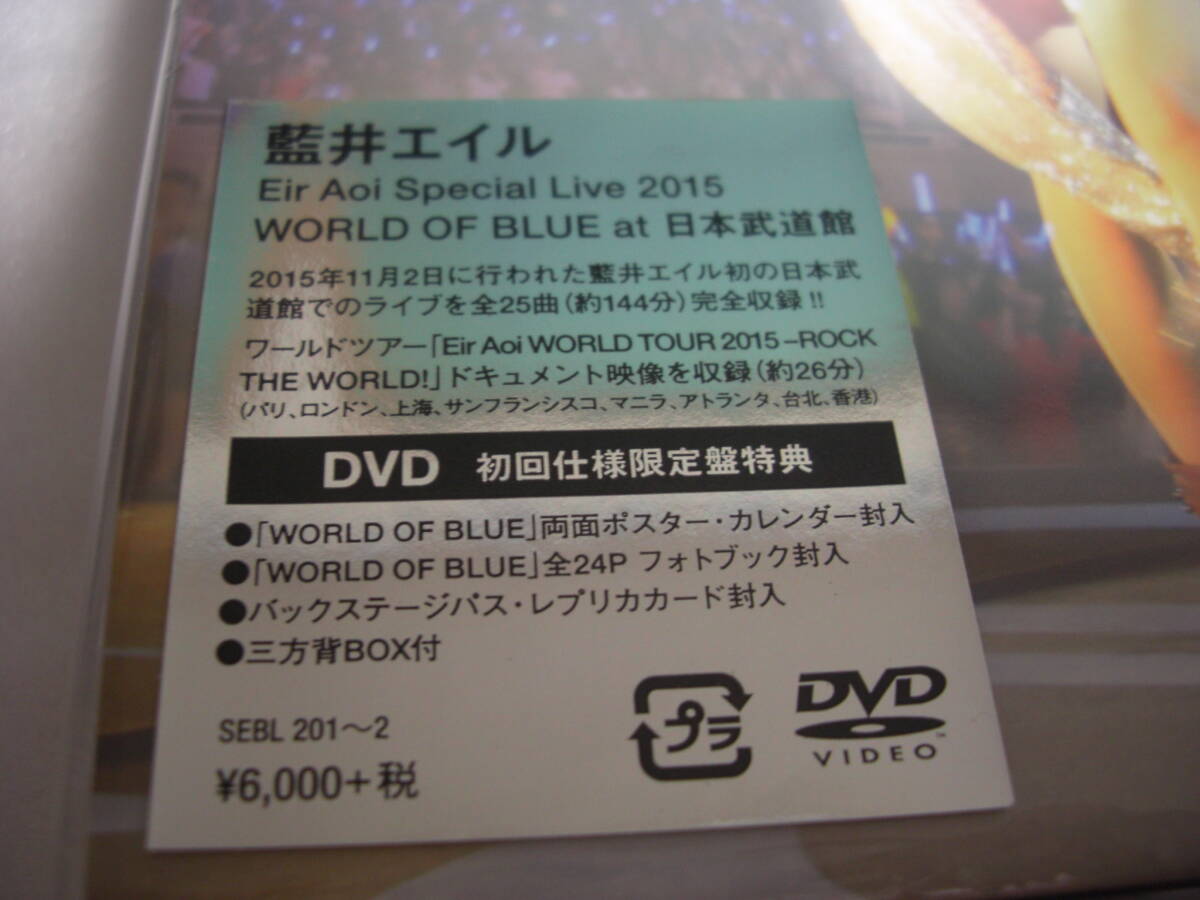 藍井エイル
Eir Aoi Special Live 2015
WORLD OF BLUE at 日本武道館
2015年11月2日に行われた藍井エイル初の日本武
道館でのライブを全25曲(約144分)完全収録!!
ワールドツアー「Eir Aoi WORLD TOUR 2015 –ROCK
THE WORLD!」ドキュメント映像を収録(約26分)
(パリ、ロンドン、上海、サンフランシスコ、マニラ、アトランタ、台北、香港)
DVD 初回仕様限定盤特典
●「WORLD OF BLUE」両面ポスター・カレンダー封入
●「WORLD OF BLUE」全24P フォトブック封入
●バックステージパス・レプリカカード封入
●三方背BOX付
SEBL 201〜2
¥6,000+税
プラ
DVD
VIDEO
TM